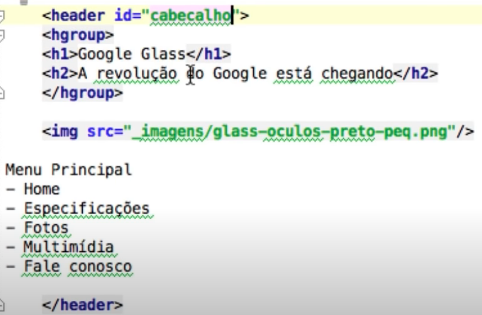 <header id="cabecalho">
<hgroup>
<h1>Google Glass</h1>
<h2>A revolução do Google está chegando</h2>
</hgroup>
<img src="_imagens/glass-oculos-preto-peq.png"/>
Menu Principal
- Home
- Especificações
- Fotos
- Multimídia
- Fale conosco
</header>